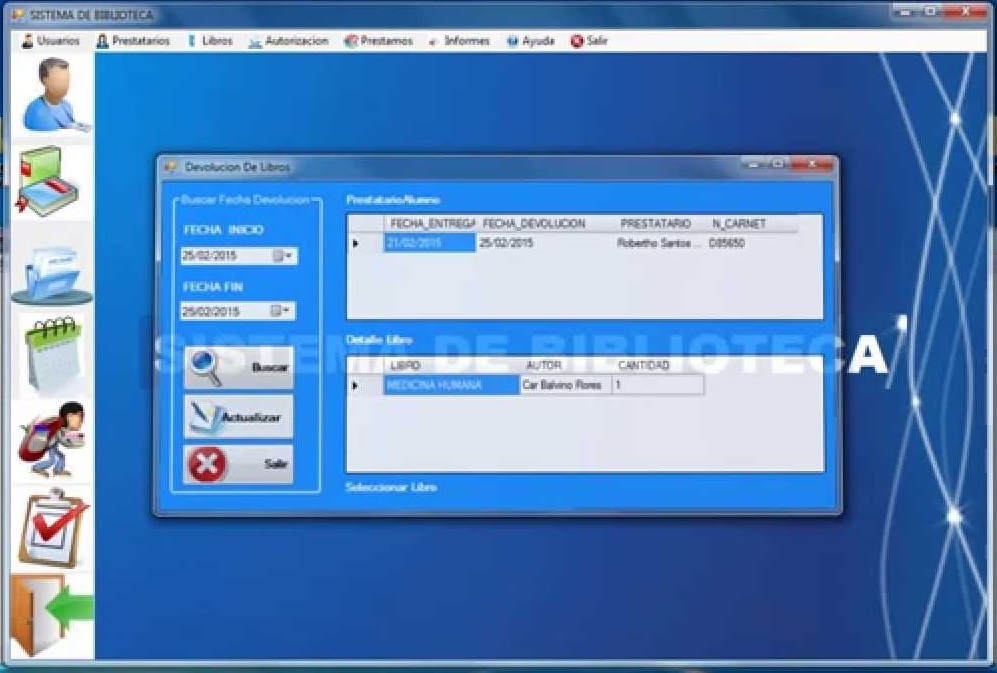 SISTEMA DE BIBLIOTECA
Usuarios Prestatarios Libros Autorizacion Prestamos Informes Ayuda Salir
Devolucion De Libros
Buscar Fecha Devolucion
FECHA INICIO
25/02/2015
FECHA FIN
25/02/2015
Buscar
Actualizar
Salir
Prestatario/Alumno
FECHA_ENTREGA FECHA_DEVOLUCION PRESTATARIO N_CARNET
21/02/2015 25/02/2015 Robertho Santos ... D85650
SISTEMA DE BIBLIOTECA
Detalle Libro
LIBRO AUTOR CANTIDAD
MEDICINA HUMANA Car Balvino Flores 1
Seleccionar Libro